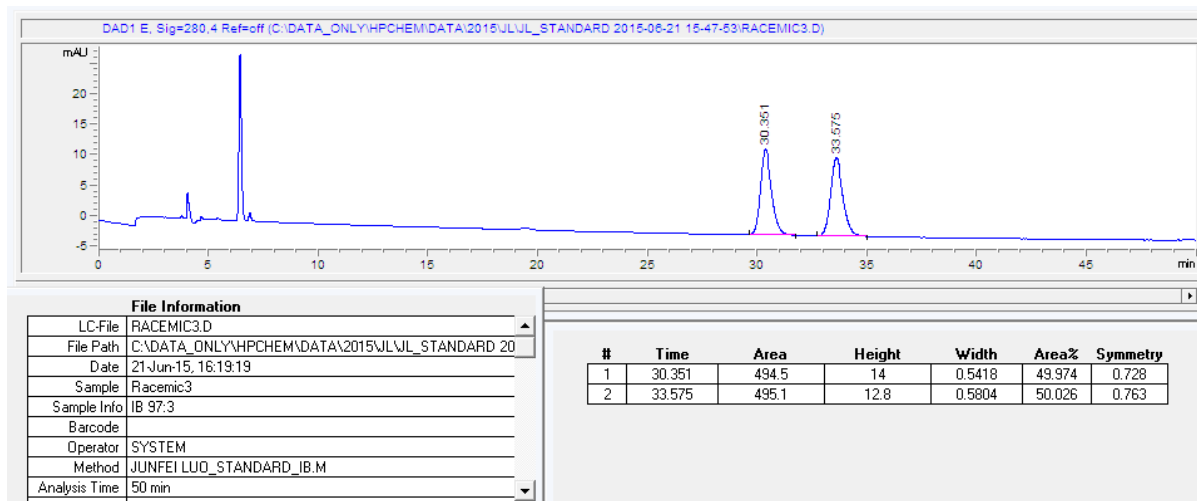 DAD1 E, Sig=280,4 Ref=off (C:\DATA_ONLY\HPCHEM\DATA\2015\JL\JL_STANDARD 2015-06-21 15-47-53\RACEMIC3.D)
mAU
20
15
10
5
0
-5
30.351
33.575
0 5 10 15 20 25 30 35 40 45 min
File Information
LC-File RACEMIC3.D
File Path C:\DATA_ONLY\HPCHEM\DATA\2015\JL\JL_STANDARD 20
Date 21-Jun-15, 16:19:19
Sample Racemic3
Sample Info IB 97:3
Barcode
Operator SYSTEM
Method JUNFEI LUO_STANDARD_IB.M
Analysis Time 50 min
# Time Area Height Width Area% Symmetry
1 30.351 494.5 14 0.5418 49.974 0.728
2 33.575 495.1 12.8 0.5804 50.026 0.763